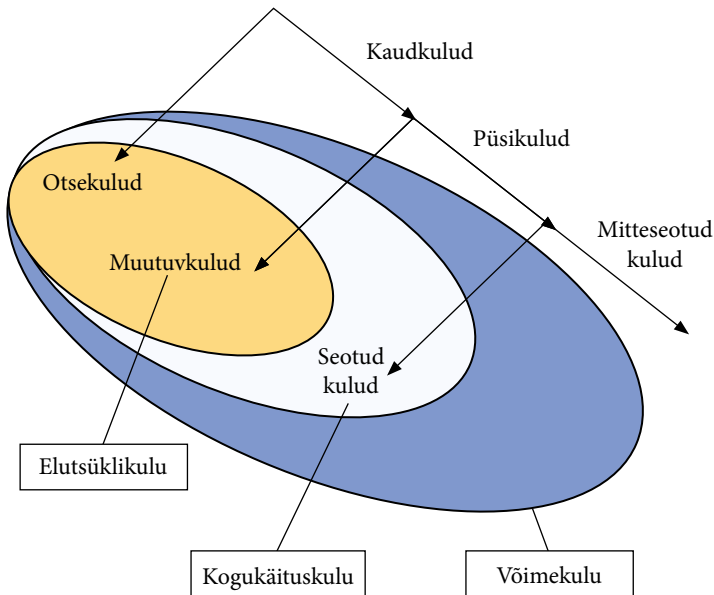 Kaudkulud
Püsikulud
Otsekulud
Mitteseotud
kulud
Muutuvkulud
Seotud
kulud
Elutsüklikulu
Kogukäituskulu
Võimekulu